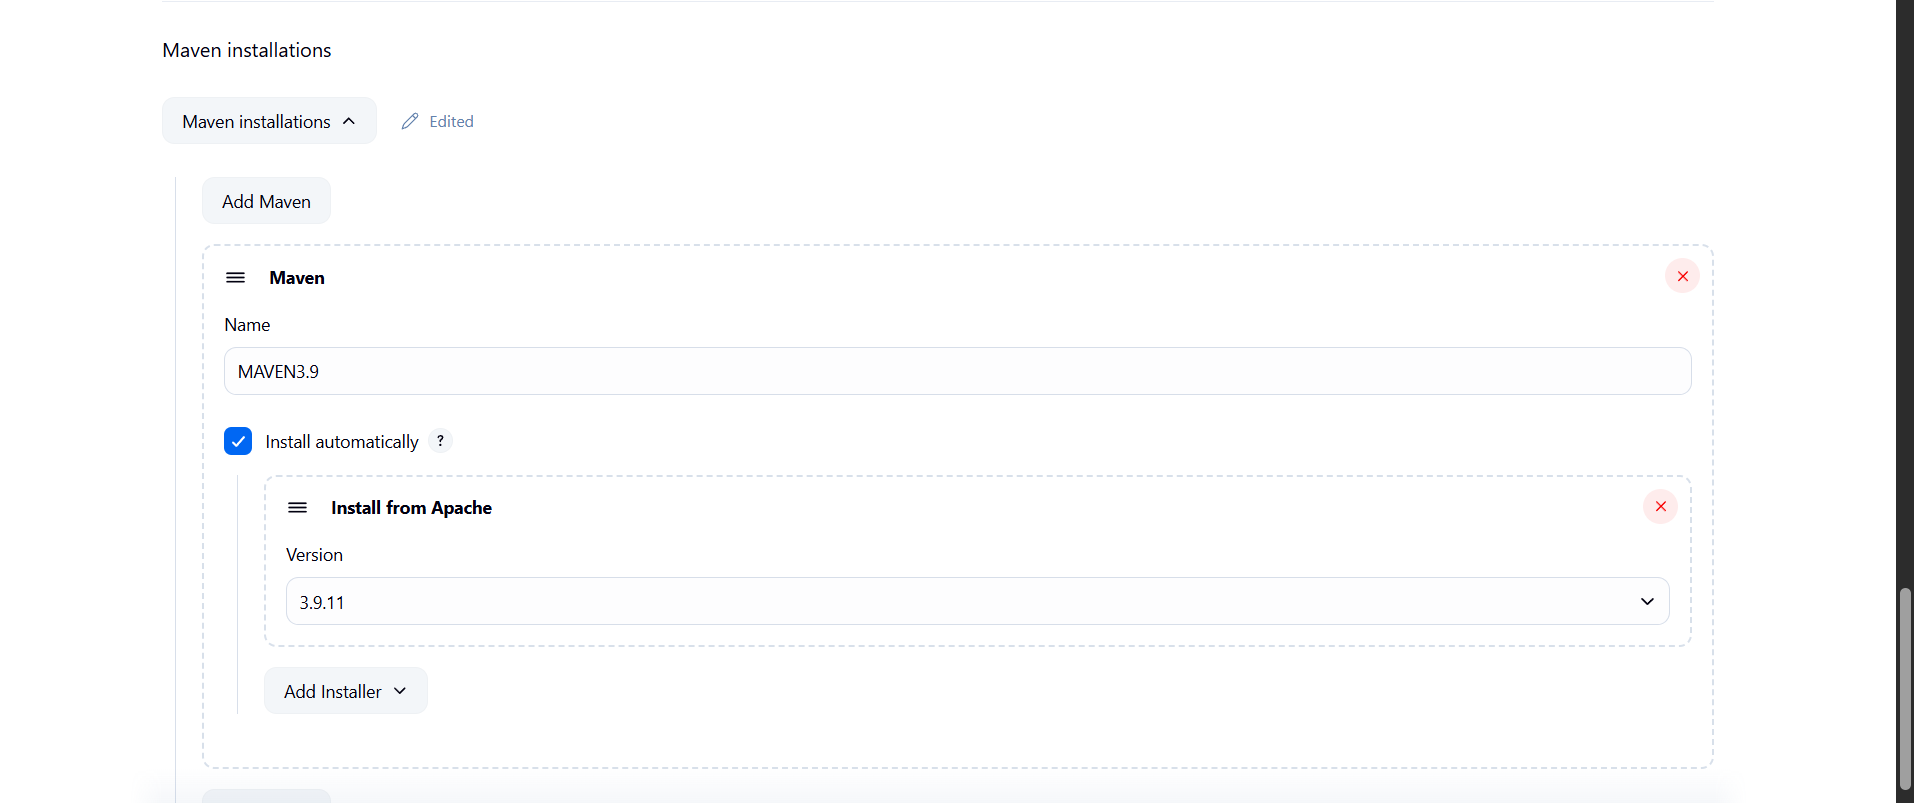 Maven installations
Maven installations
Edited
Add Maven
Maven
Name
MAVEN3.9
Install automatically ?
Install from Apache
Version
3.9.11
Add Installer